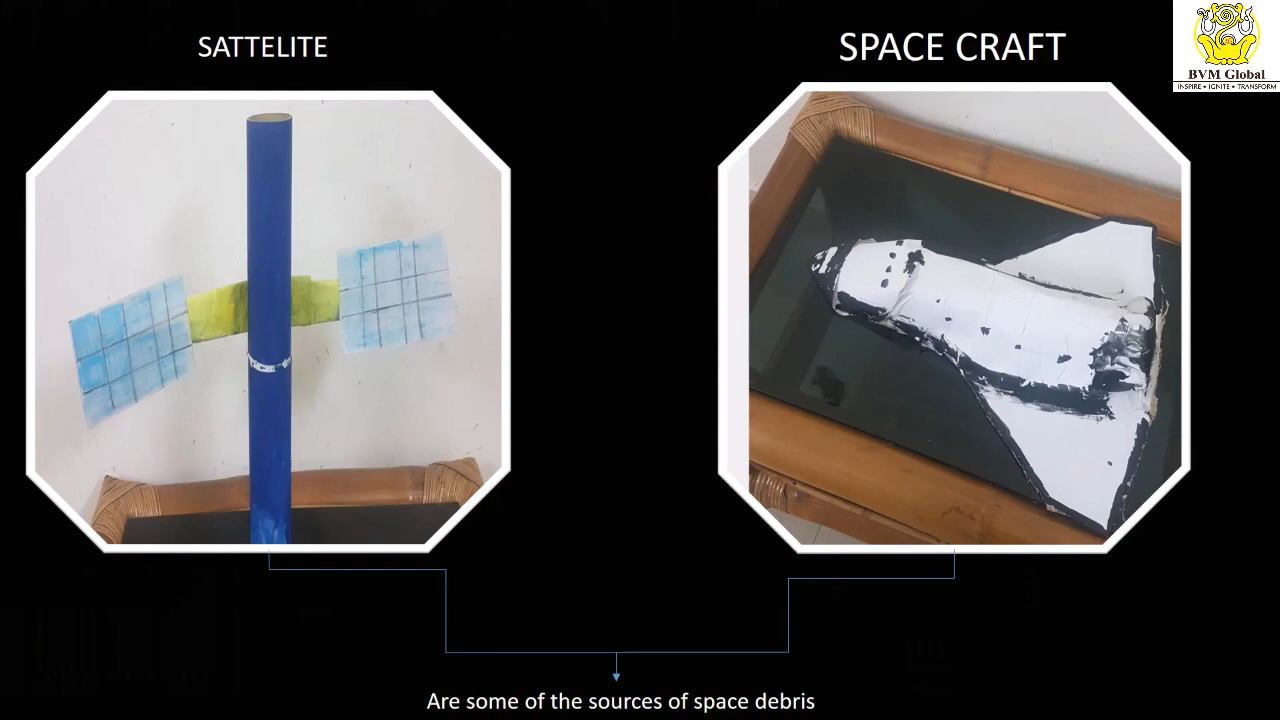 SATTELITE
SPACE CRAFT
BVM Global
INSPIRE • IGNITE • TRANSFORM
Are some of the sources of space debris